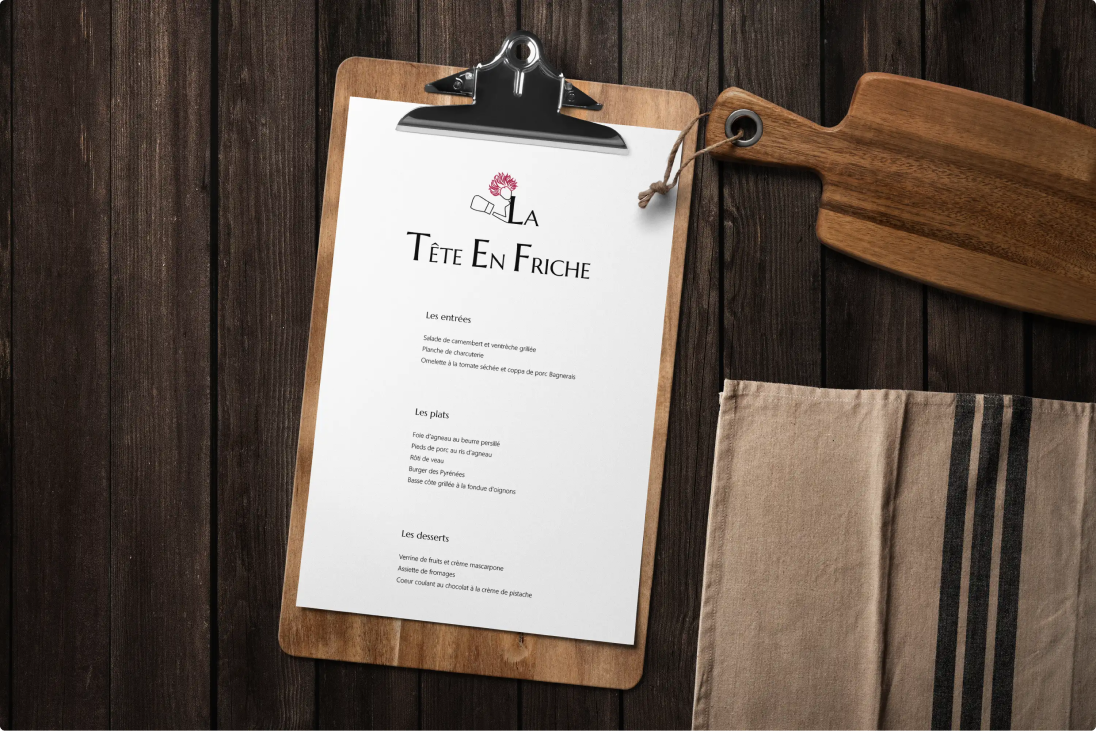 La
Tête En Friche
Les entrées
Salade de camembert et ventrèche grillée
Planche de charcuterie
Omelette à la tomate séchée et coppa de porc Bagnerais
Les plats
Foie d'agneau au beurre persillé
Pieds de porc au ris d'agneau
Rôti de veau
Burger des Pyrénées
Basse côte grillée à la fondue d'oignons
Les desserts
Verrine de fruits et crème mascarpone
Assiette de fromages
Coeur coulant au chocolat à la crème de pistache